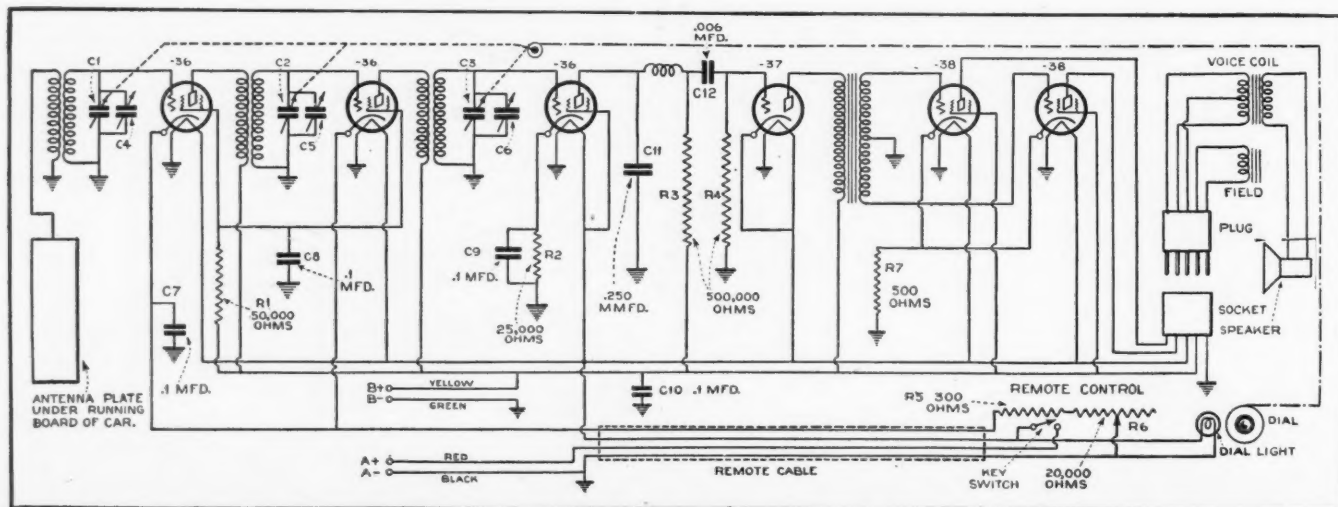 .006
MFD.
C1
-36
C2
-36
C3
-36
C12
-37
-38
-38
VOICE COIL
C4
C5
C6
C11
R3
R4
FIELD
PLUG
C7
C8
.1
MFD.
R1
50,000
OHMS
C9
.1 MFD.
R2
25,000
OHMS
.250
MMFD.
500,000
OHMS
R7
500
OHMS
SOCKET
SPEAKER
.1 MFD.
ANTENNA PLATE
UNDER RUNNING
BOARD OF CAR.
B+
YELLOW
B-
GREEN
C10 .1 MFD.
REMOTE CONTROL
R5 300
OHMS
R6
DIAL
DIAL LIGHT
A+
RED
A-
BLACK
REMOTE CABLE
KEY
SWITCH
20,000
OHMS